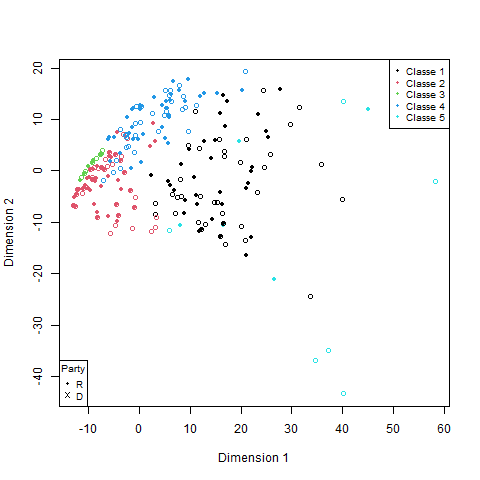 20
10
0
-10
-20
-30
-40
Dimension 2
Classe 1
Classe 2
Classe 3
Classe 4
Classe 5
Party
R
D
-10 0 10 20 30 40 50 60
Dimension 1